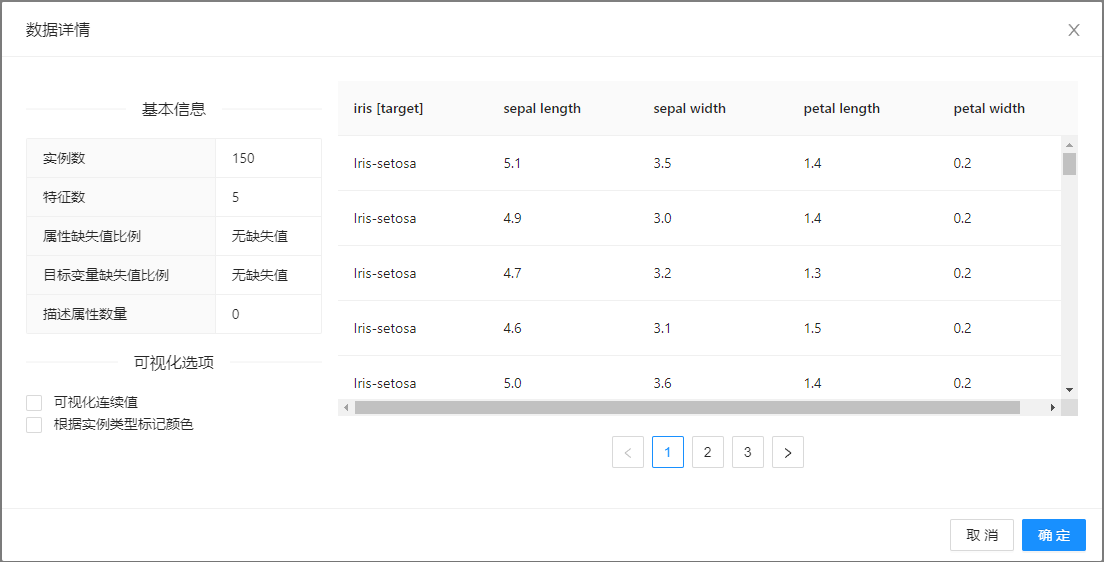 数据详情
基本信息
实例数 150
特征数 5
属性缺失值比例 无缺失值
目标变量缺失值比例 无缺失值
描述属性数量 0
可视化选项
可视化连续值
根据实例类型标记颜色
iris [target] sepal length sepal width petal length petal width
Iris-setosa 5.1 3.5 1.4 0.2
Iris-setosa 4.9 3.0 1.4 0.2
Iris-setosa 4.7 3.2 1.3 0.2
Iris-setosa 4.6 3.1 1.5 0.2
Iris-setosa 5.0 3.6 1.4 0.2
1 2 3
取 消 确 定